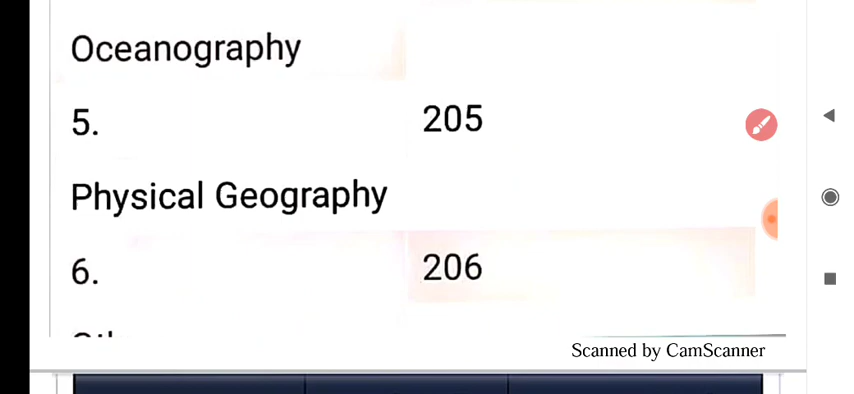 Oceanography
5. 205
Physical Geography
6. 206
Scanned by CamScanner